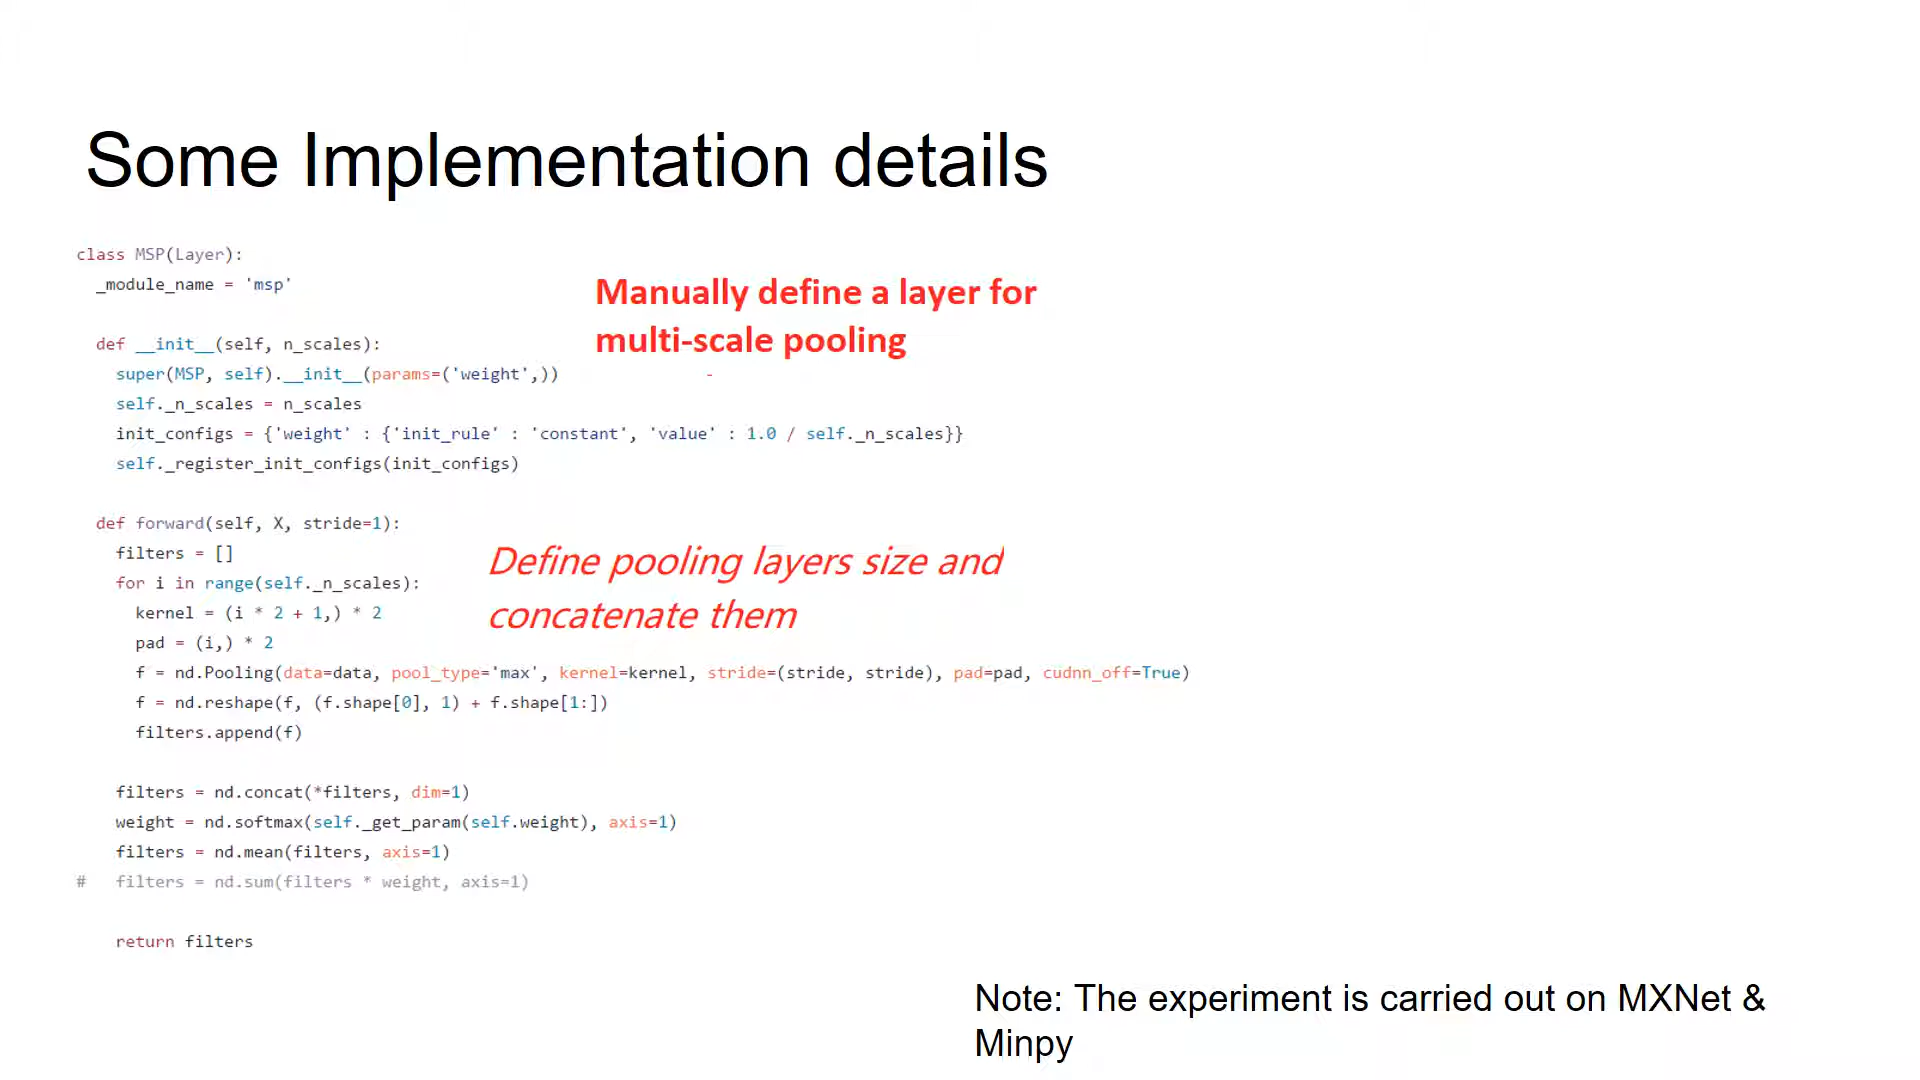 Some Implementation details
class MSP(Layer):
_module_name = 'msp'
Manually define a layer for
multi-scale pooling
def __init__(self, n_scales):
super(MSP, self).__init__(params=('weight',))
self._n_scales = n_scales
init_configs = {'weight' : {'init_rule' : 'constant', 'value' : 1.0 / self._n_scales}}
self._register_init_configs(init_configs)
def forward(self, X, stride=1):
filters = []
for i in range(self._n_scales):
Define pooling layers size and
concatenate them
kernel = (i * 2 + 1,) * 2
pad = (i,) * 2
f = nd.Pooling(data=data, pool_type='max', kernel=kernel, stride=(stride, stride), pad=pad, cudnn_off=True)
f = nd.reshape(f, (f.shape[0], 1) + f.shape[1:])
filters.append(f)
filters = nd.concat(*filters, dim=1)
weight = nd.softmax(self._get_param(self.weight), axis=1)
filters = nd.mean(filters, axis=1)
# filters = nd.sum(filters * weight, axis=1)
return filters
Note: The experiment is carried out on MXNet &
Minpy